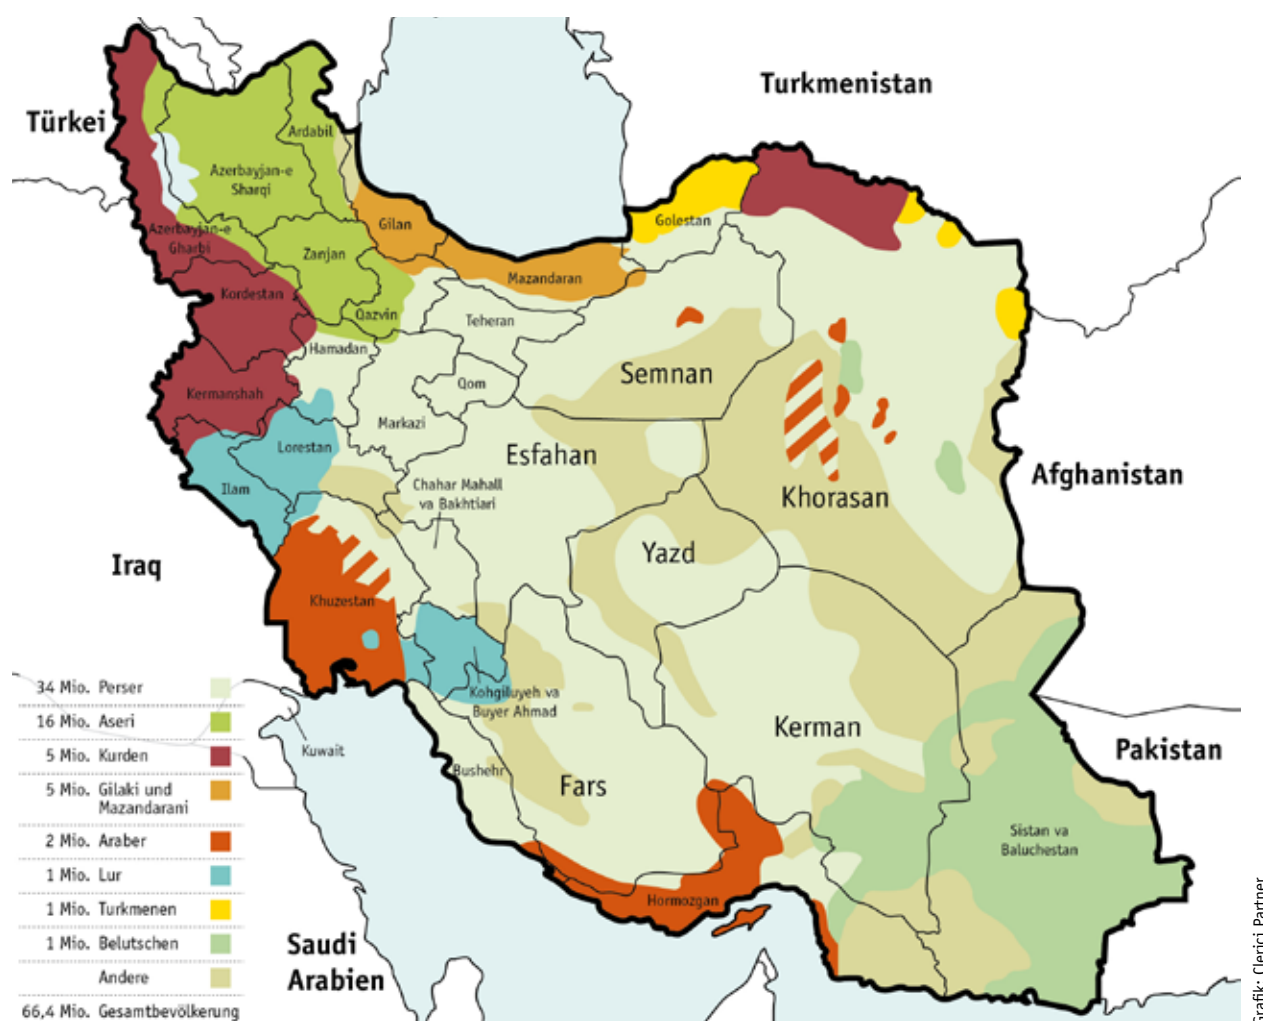 Türkei
Turkmenistan
Ardabil
Azerbayjan-e
Sharqi
Gilan
Golestan
Azerbayjan-e
Gharbi
Zanjan
Mazandaran
Kordestan
Qazvin
Teheran
Hamadan
Semnan
Qom
Kermanshah
Markazi
Lorestan
Esfahan
Afghanistan
Ilam
Chahar Mahall
va Bakhtiari
Khorasan
Yazd
Iraq
Khuzestan
Kohgiluyeh va
Buyer Ahmad
Kerman
Kuwait
Pakistan
Bushehr
Fars
Siistan va
Baluchestan
Hormozgan
Saudi
Arabien
34 Mio. Perser
16 Mio. Aseri
5 Mio. Kurden
5 Mio. Gilaki und
Mazandarani
2 Mio. Araber
1 Mio. Lur
1 Mio. Turkmenen
1 Mio. Belutschen
Andere
66,4 Mio. Gesamtbevölkerung
Grafik: Clerici Partner